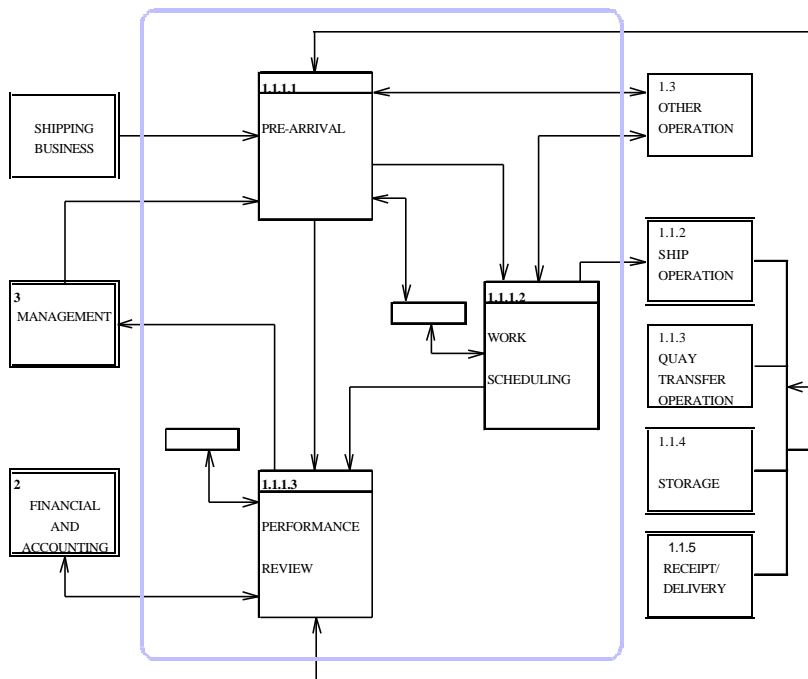 1.1.1.1
PRE-ARRIVAL
SHIPPING
BUSINESS
1.3
OTHER
OPERATION
1.1.2
SHIP
OPERATION
3
MANAGEMENT
1.1.1.2
WORK
SCHEDULING
1.1.3
QUAY
TRANSFER
OPERATION
1.1.4
STORAGE
2
FINANCIAL
AND
ACCOUNTING
1.1.1.3
PERFORMANCE
REVIEW
1.1.5
RECEIPT/
DELIVERY